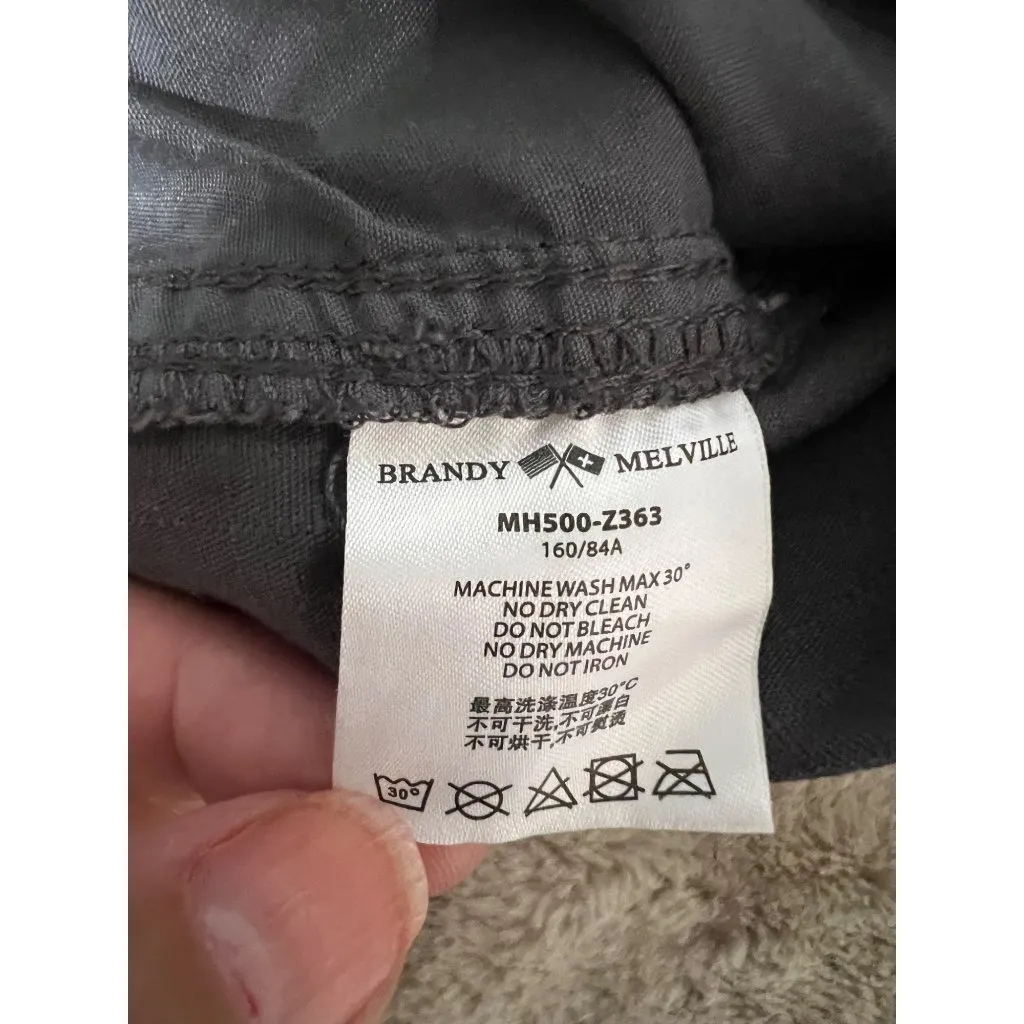 BRANDY MELVILLE
MH500-Z363
160/84A
MACHINE WASH MAX 30°
NO DRY CLEAN
DO NOT BLEACH
NO DRY MACHINE
DO NOT IRON
最高洗涤温度30°C
不可干洗,不可漂白
不可烘干,不可熨烫
30°